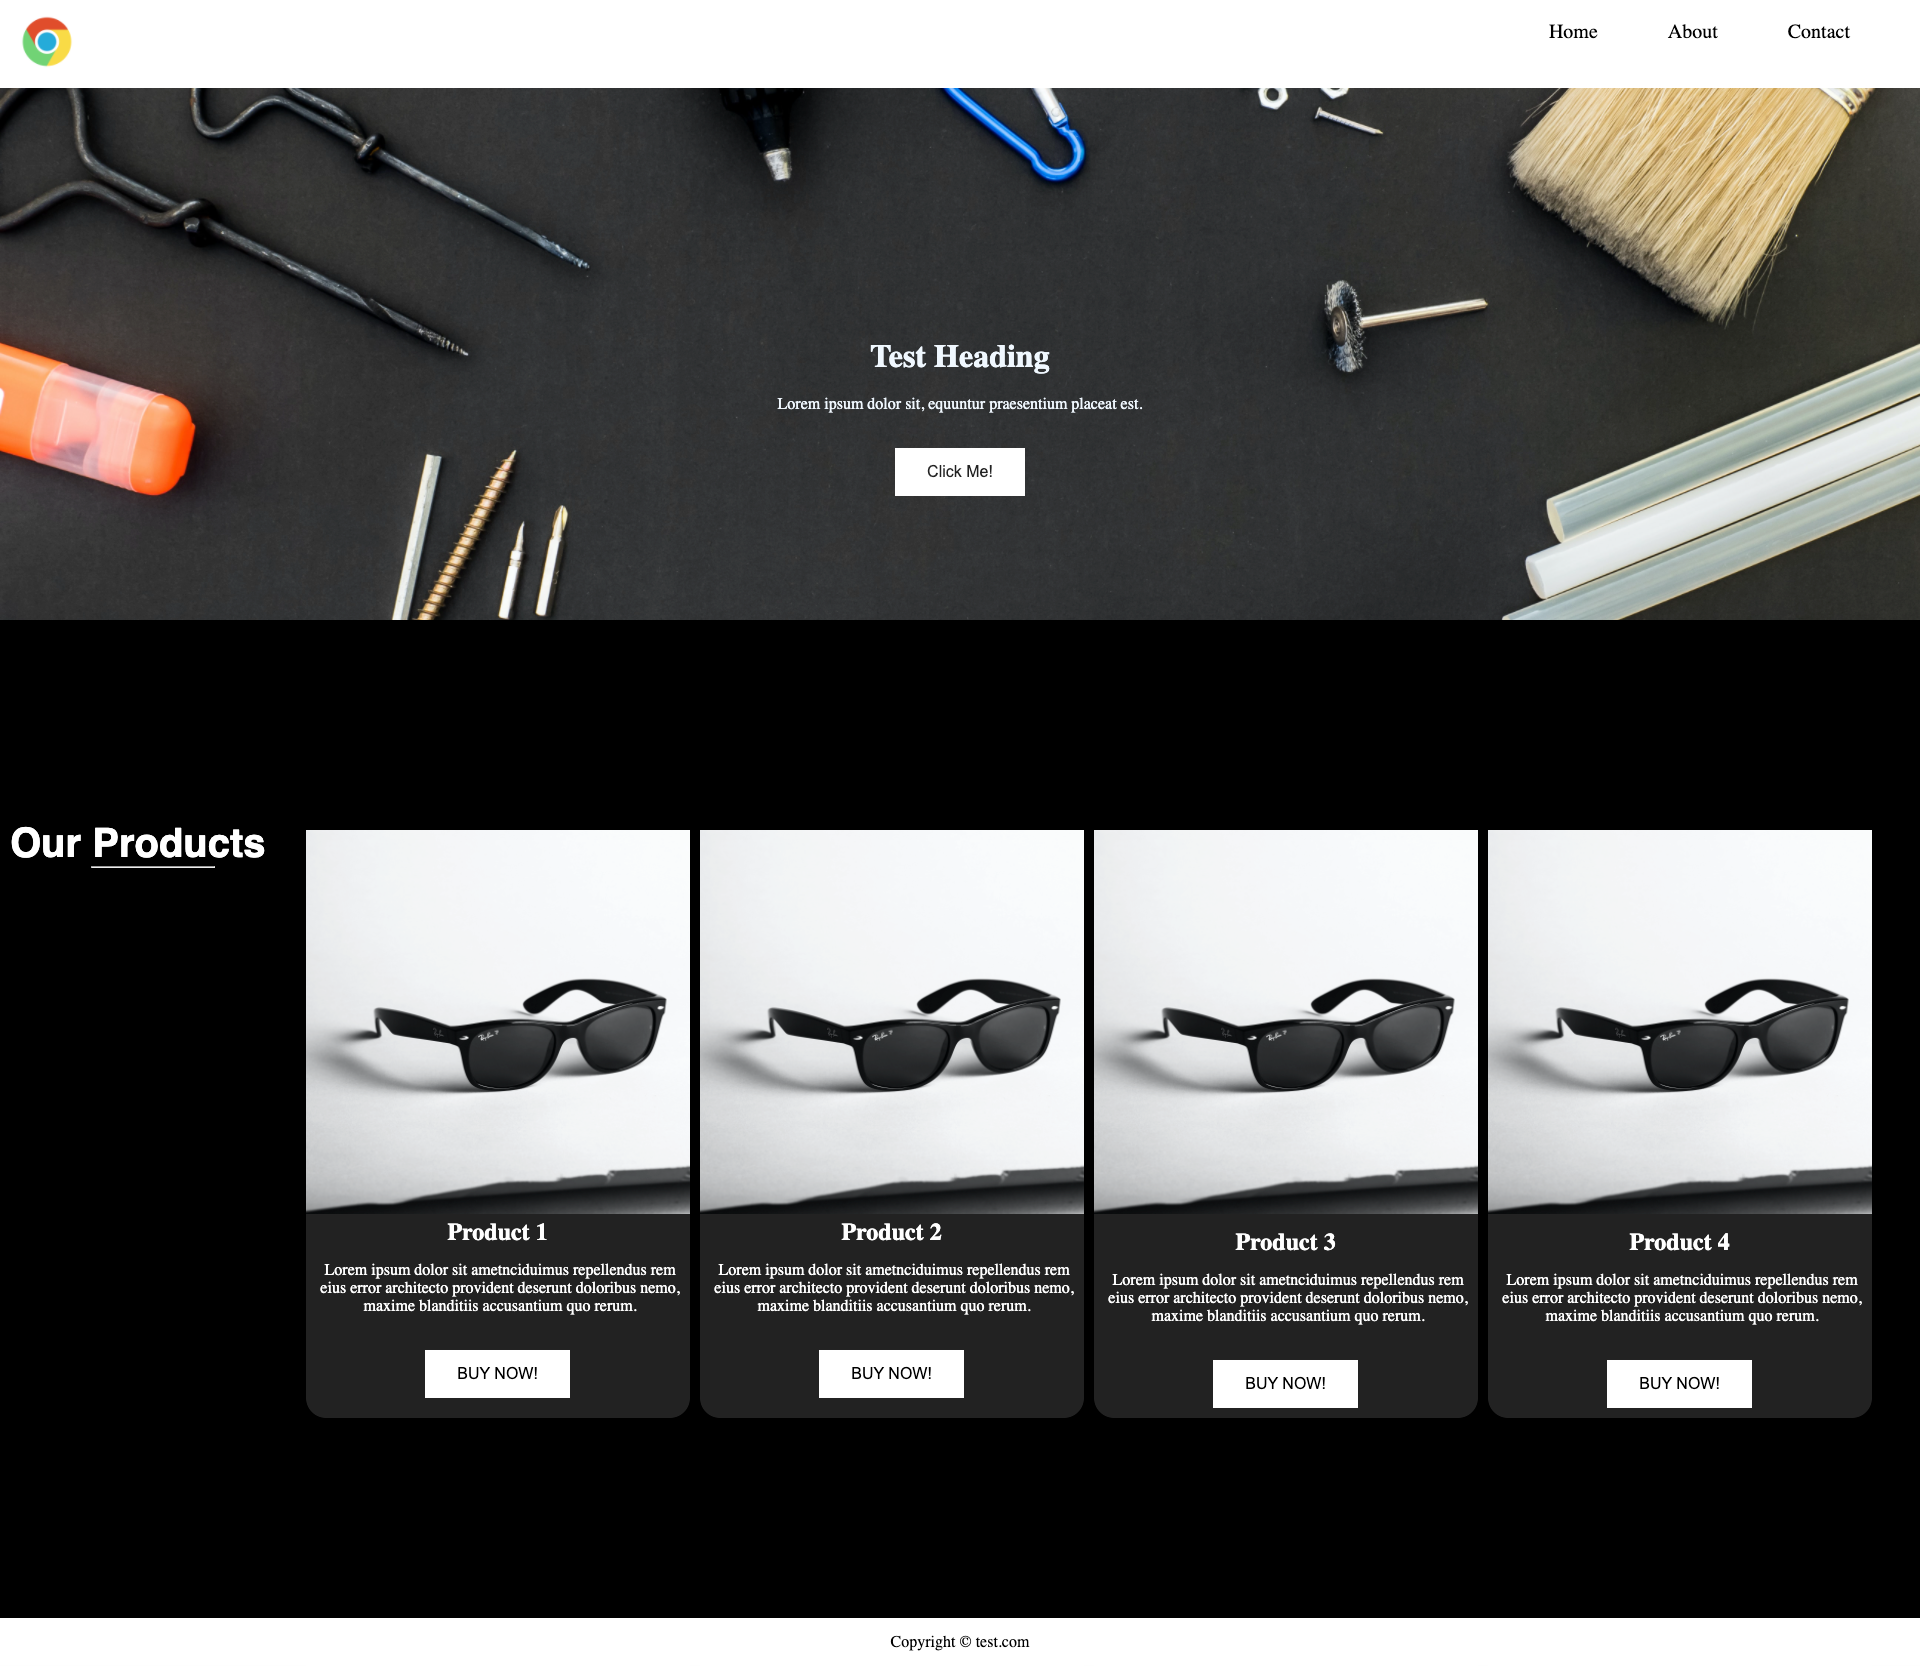 Home About Contact
Test Heading
Lorem ipsum dolor sit, equuntur praesentium placeat est.
Click Me!
Our Products
Product 1
Lorem ipsum dolor sit ametnciduimus repellendus rem
eius error architecto provident deserunt doloribus nemo,
maxime blanditiis accusantium quo rerum.
BUY NOW!
Product 2
Lorem ipsum dolor sit ametnciduimus repellendus rem
eius error architecto provident deserunt doloribus nemo,
maxime blanditiis accusantium quo rerum.
BUY NOW!
Product 3
Lorem ipsum dolor sit ametnciduimus repellendus rem
eius error architecto provident deserunt doloribus nemo,
maxime blanditiis accusantium quo rerum.
BUY NOW!
Product 4
Lorem ipsum dolor sit ametnciduimus repellendus rem
eius error architecto provident deserunt doloribus nemo,
maxime blanditiis accusantium quo rerum.
BUY NOW!
Copyright © test.com